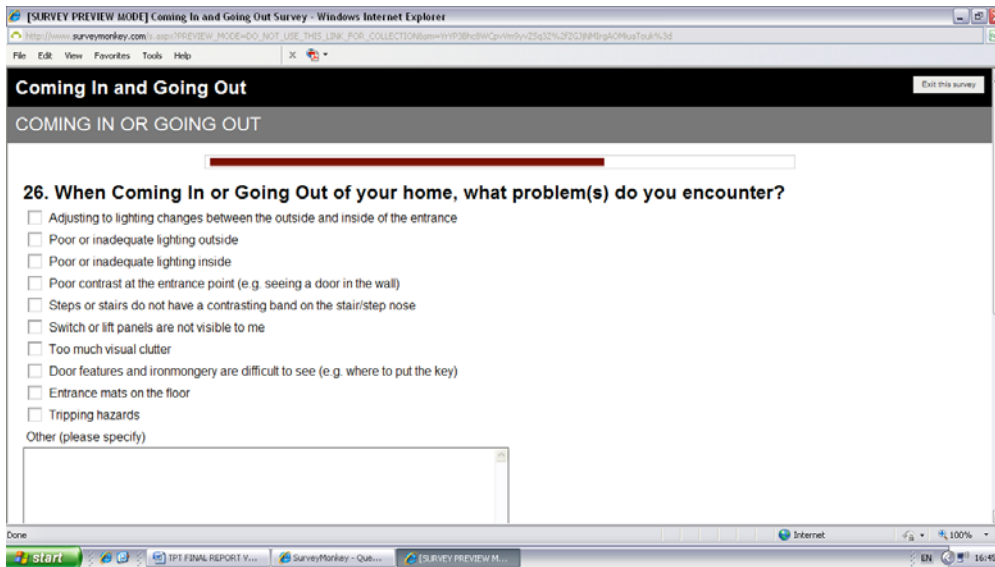 [SURVEY PREVIEW MODE] Coming In and Going Out Survey - Windows Internet Explorer
File Edit View Favorites Tools Help
Coming In and Going Out
Exit this survey
COMING IN OR GOING OUT
26. When Coming In or Going Out of your home, what problem(s) do you encounter?
Adjusting to lighting changes between the outside and inside of the entrance
Poor or inadequate lighting outside
Poor or inadequate lighting inside
Poor contrast at the entrance point (e.g. seeing a door in the wall)
Steps or stairs do not have a contrasting band on the stair/step nose
Switch or lift panels are not visible to me
Too much visual clutter
Door features and ironmongery are difficult to see (e.g. where to put the key)
Entrance mats on the floor
Tripping hazards
Other (please specify)
Done Internet 100%
start TPT FINAL REPORT V... SurveyMonkey - Que... [SURVEY PREVIEW M... EN 16:49